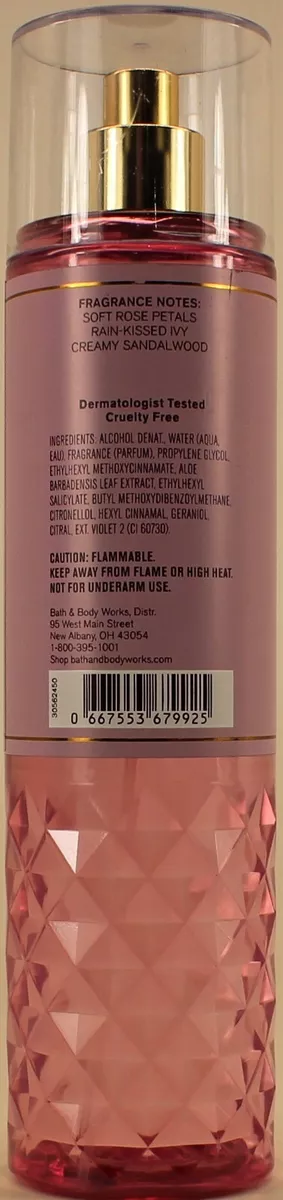 FRAGRANCE NOTES:
SOFT ROSE PETALS
RAIN-KISSED IVY
CREAMY SANDALWOOD
Dermatologist Tested
Cruelty Free
INGREDIENTS: ALCOHOL DENAT., WATER (AQUA,
EAU), FRAGRANCE (PARFUM), PROPYLENE GLYCOL,
ETHYLHEXYL METHOXYCINNAMATE, ALOE
BARBADENSIS LEAF EXTRACT, ETHYLHEXYL
SALICYLATE, BUTYL METHOXYDIBENZOYLMETHANE,
CITRONELLOL, HEXYL CINNAMAL, GERANIOL,
CITRAL, EXT. VIOLET 2 (CI 60730).
CAUTION: FLAMMABLE.
KEEP AWAY FROM FLAME OR HIGH HEAT.
NOT FOR UNDERARM USE.
Bath & Body Works, Distr.
95 West Main Street
New Albany, OH 43054
1-800-395-1001
Shop bathandbodyworks.com
30562450
0 667553 679925